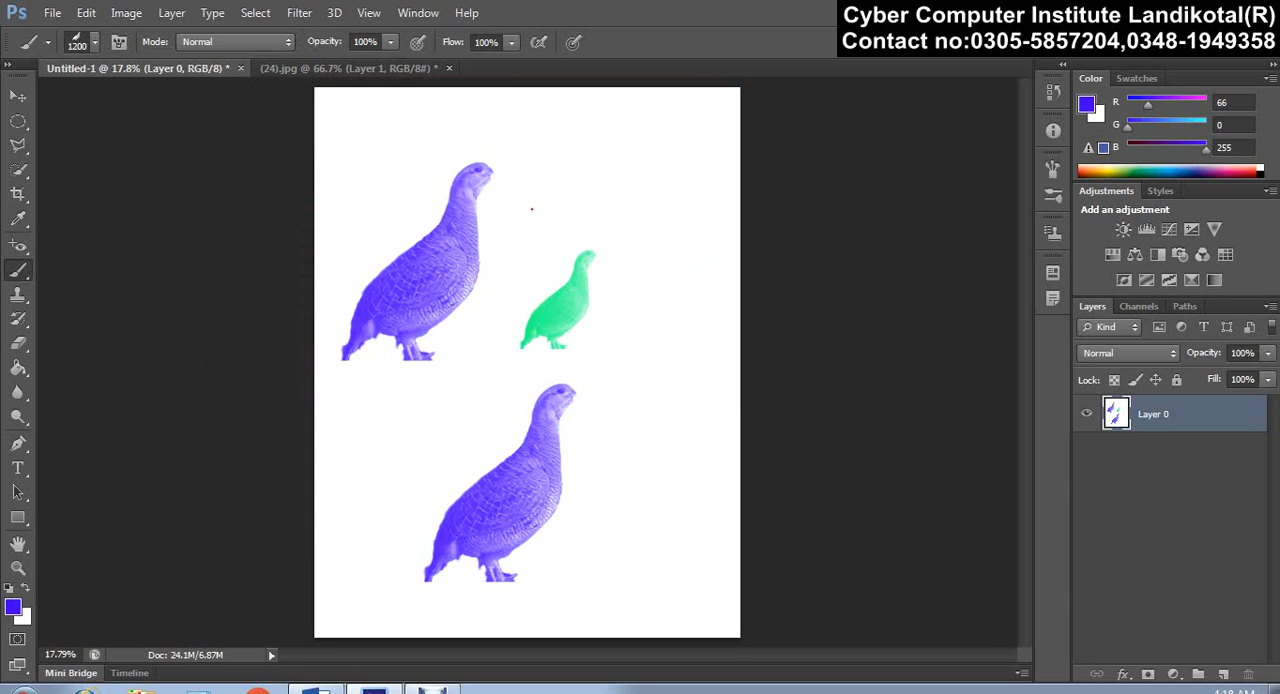 Ps File Edit Image Layer Type Select Filter 3D View Window Help
Cyber Computer Institute Landikotal(R)
Contact no:0305-5857204,0348-1949358
1200 Mode: Normal Opacity: 100% Flow: 100%
Untitled-1 @ 17.8% (Layer 0, RGB/8) * × (24).jpg @ 66.7% (Layer 1, RGB/8#) * ×
Color Swatches
R 66
G 0
B 255
Adjustments Styles
Add an adjustment
Layers Channels Paths
Kind
Normal Opacity: 100%
Lock: Fill: 100%
Layer 0
T
17.79% Doc: 24.1M/6.87M
Mini Bridge Timeline
4:18 AM